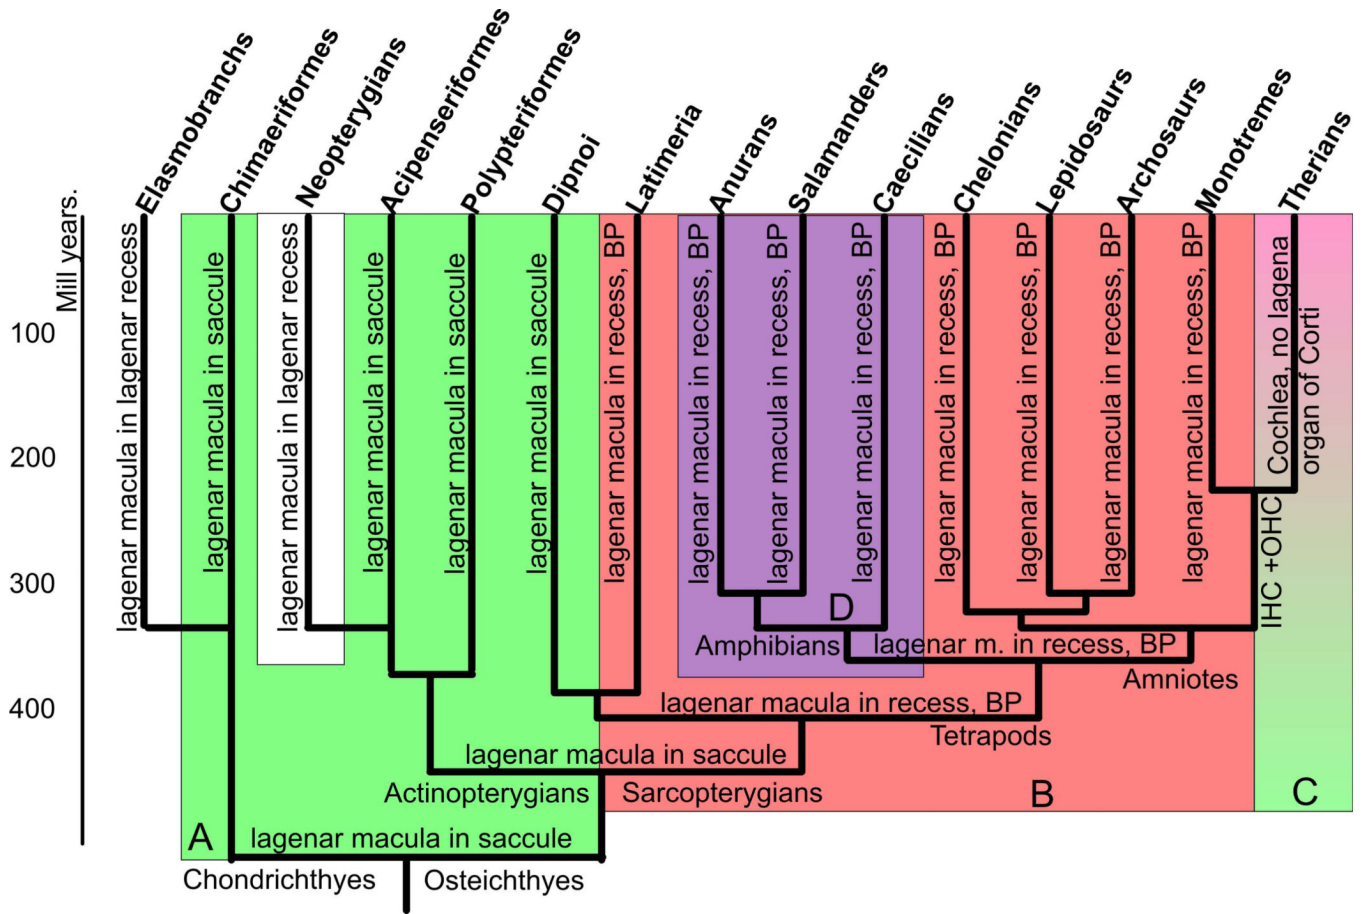 Elasmobranchs
Chimaeriformes
Neopterygians
Acipenseriformes
Polypteriformes
Dipnoi
Latimeria
Anurans
Salamanders
Caecilians
Chelonians
Lepidosaurs
Archosaurs
Monotremes
Therians
Mill years.
100
200
300
400
lagenar macula in lagenar recess
lagenar macula in saccule
lagenar macula in lagenar recess
lagenar macula in saccule
lagenar macula in saccule
lagenar macula in saccule
lagenar macula in recess, BP
lagenar macula in recess, BP
lagenar macula in recess, BP
lagenar macula in recess, BP
lagenar macula in recess, BP
lagenar macula in recess, BP
lagenar macula in recess, BP
lagenar macula in recess, BP
Cochlea, no lagena
organ of Corti
IHC +OHC
D
Amphibians
lagenar m. in recess, BP
Amniotes
lagenar macula in recess, BP
Tetrapods
lagenar macula in saccule
Actinopterygians
Sarcopterygians
B
C
A
lagenar macula in saccule
Chondrichthyes
Osteichthyes